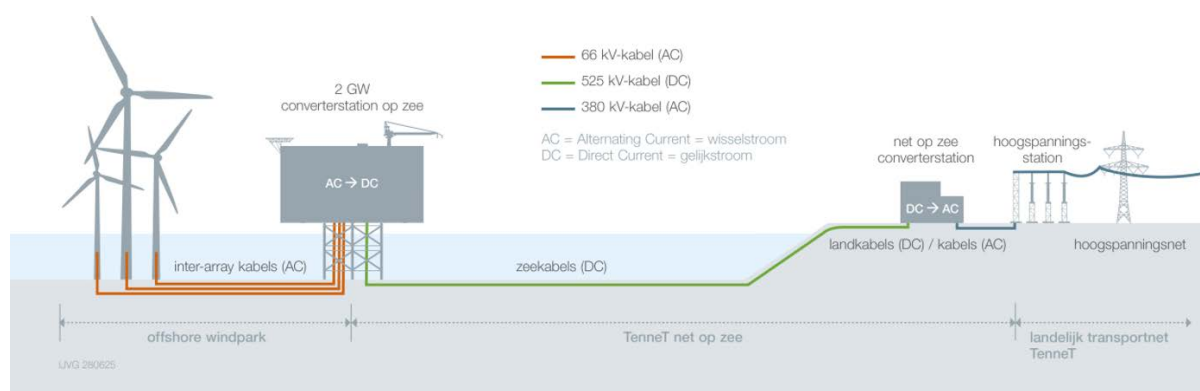 66 kV-kabel (AC)
525 kV-kabel (DC)
380 kV-kabel (AC)
AC = Alternating Current = wisselstroom
DC = Direct Current = gelijkstroom
2 GW
converterstation op zee
AC → DC
net op zee
converterstation
hoogspannings-
station
DC → AC
inter-array kabels (AC)
zeekabels (DC)
landkabels (DC) / kabels (AC)
hoogspanningsnet
offshore windpark
TenneT net op zee
landelijk transportnet
TenneT
IJVG 280625